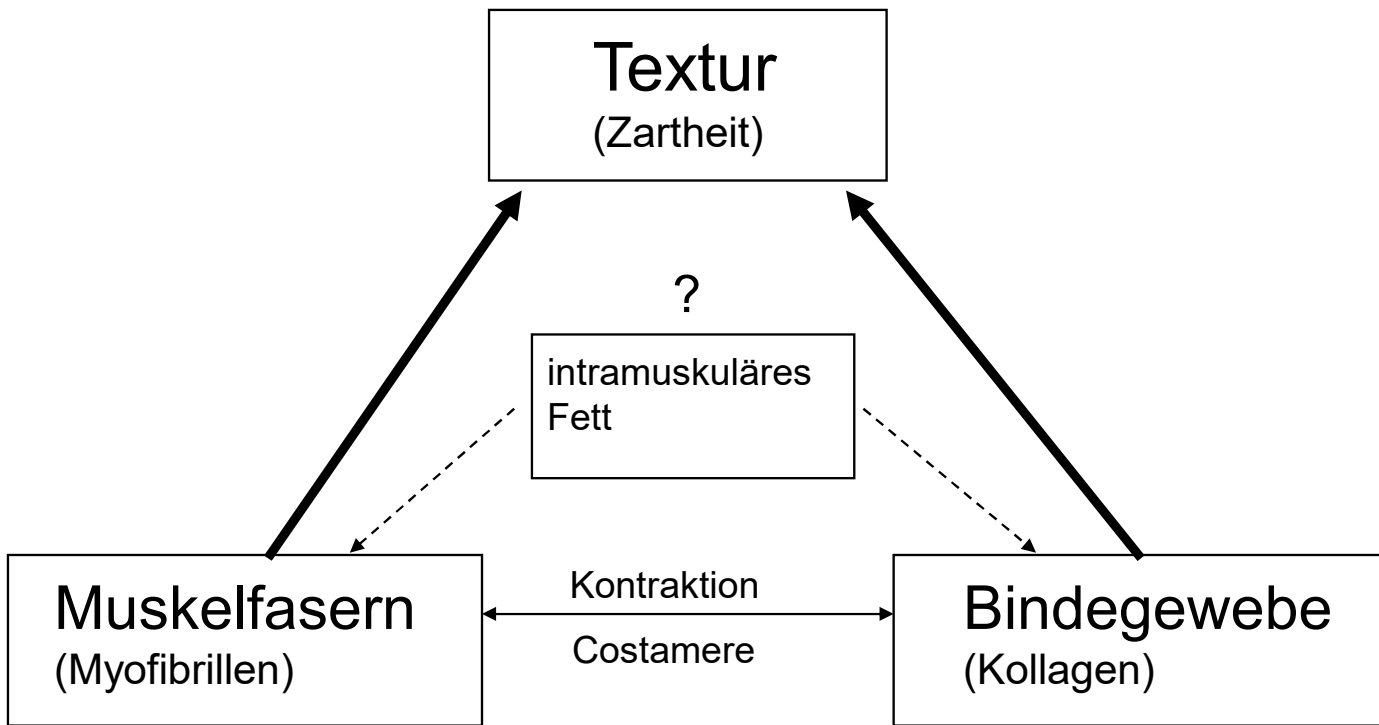 Textur
(Zartheit)
?
intramuskuläres
Fett
Kontraktion
Costamere
Muskelfasern
(Myofibrillen)
Bindegewebe
(Kollagen)